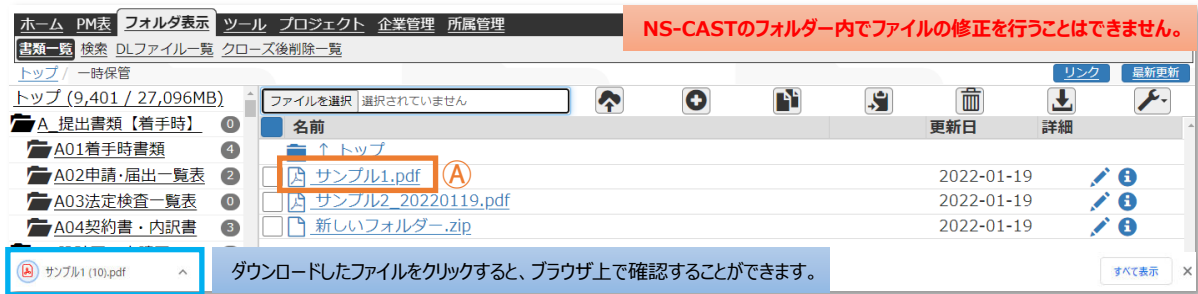 ホーム PM表 フォルダ表示 ツール プロジェクト 企業管理 所属管理
NS-CASTのフォルダー内でファイルの修正を行うことはできません。
書類一覧 検索 DLファイル一覧 クローズ後削除一覧
トップ / 一時保管
リンク 最新更新
トップ (9,401 / 27,096MB)
ファイルを選択 選択されていません
A_提出書類【着手時】 0
名前 更新日 詳細
A01着手時書類 4
↑ トップ
A02申請・届出一覧表 2
サンプル1.pdf A 2022-01-19
A03法定検査一覧表 0
サンプル2_20220119.pdf 2022-01-19
A04契約書・内訳書 3
新しいフォルダー.zip 2022-01-19
サンプル1 (10).pdf
ダウンロードしたファイルをクリックすると、ブラウザ上で確認することができます。
すべて表示